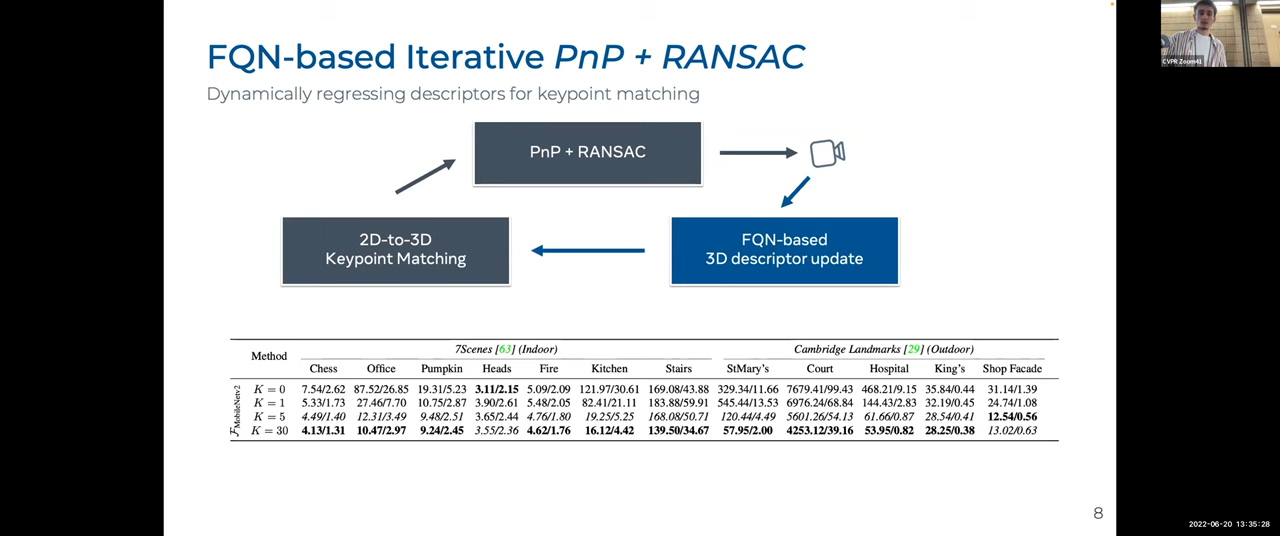 FQN-based Iterative PnP + RANSAC
Dynamically regressing descriptors for keypoint matching
PnP + RANSAC
2D-to-3D
Keypoint Matching
FQN-based
3D descriptor update
Method 7Scenes [63] (Indoor) Cambridge Landmarks [29] (Outdoor)
Chess Office Pumpkin Heads Fire Kitchen Stairs StMary's Court Hospital King's Shop Facade
F MobileNetv2
K = 0 7.54/2.62 87.52/26.85 19.31/5.23 3.11/2.15 5.09/2.09 121.97/30.61 169.08/43.88 329.34/11.66 7679.41/99.43 468.21/9.15 35.84/0.44 31.14/1.39
K = 1 5.33/1.73 27.46/7.70 10.75/2.87 3.90/2.61 5.48/2.05 82.41/21.11 183.88/59.91 545.44/13.53 6976.24/68.84 144.43/2.83 32.19/0.45 24.74/1.08
K = 5 4.49/1.40 12.31/3.49 9.48/2.51 3.65/2.44 4.76/1.80 19.25/5.25 168.08/50.71 120.44/4.49 5601.26/54.13 61.66/0.87 28.54/0.41 12.54/0.56
K = 30 4.13/1.31 10.47/2.97 9.24/2.45 3.55/2.36 4.62/1.76 16.12/4.42 139.50/34.67 57.95/2.00 4253.12/39.16 53.95/0.82 28.25/0.38 13.02/0.63
8
CVPR Zoom41
2022-06-20 13:35:28